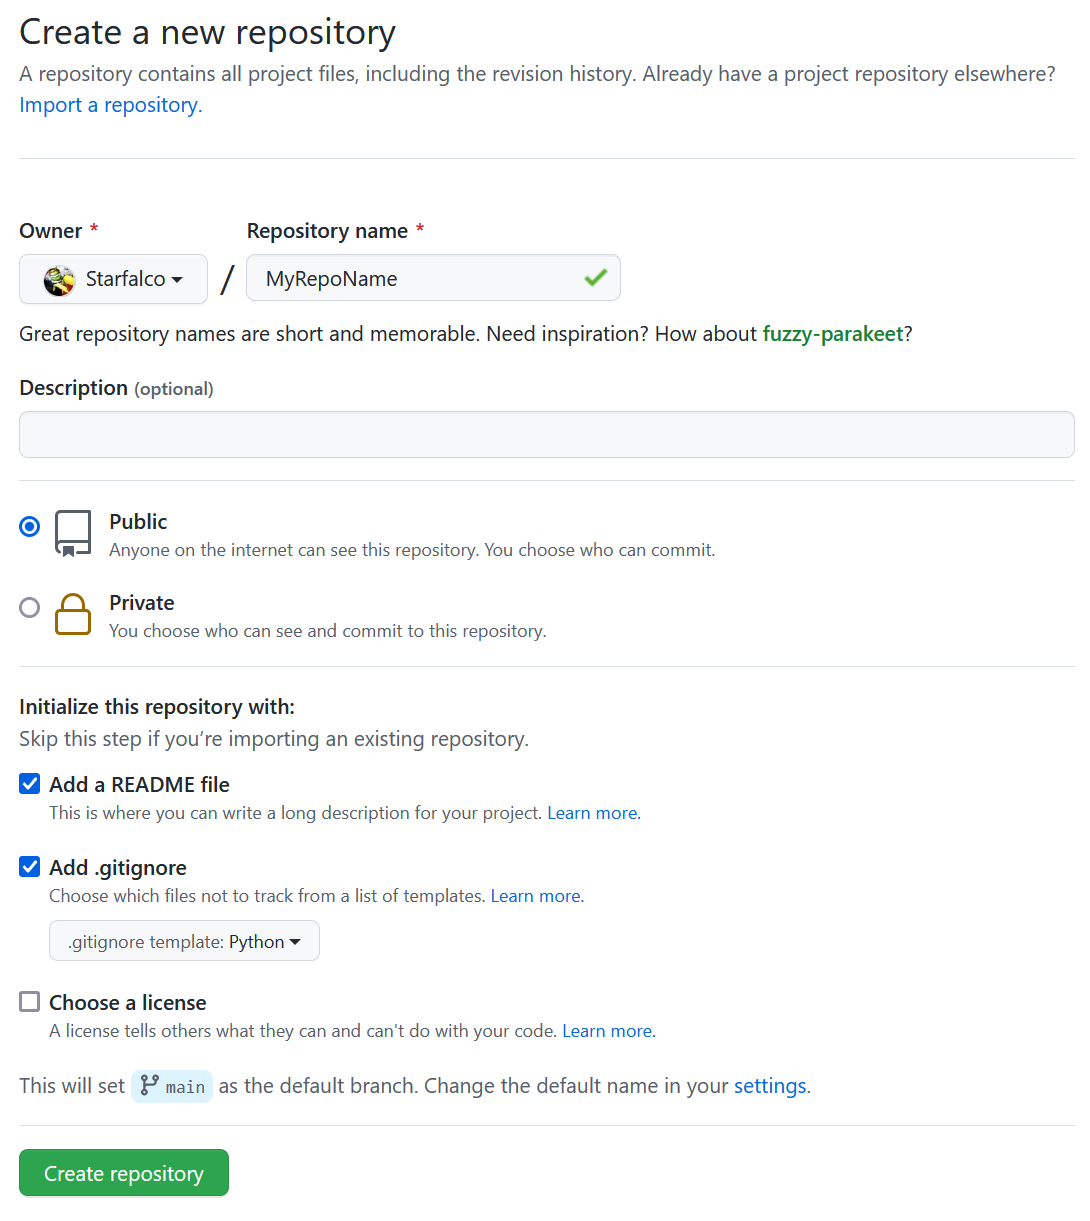 Create a new repository
A repository contains all project files, including the revision history. Already have a project repository elsewhere?
Import a repository.
Owner * Repository name *
Starfalco / MyRepoName
Great repository names are short and memorable. Need inspiration? How about fuzzy-parakeet?
Description (optional)
Public
Anyone on the internet can see this repository. You choose who can commit.
Private
You choose who can see and commit to this repository.
Initialize this repository with:
Skip this step if you’re importing an existing repository.
Add a README file
This is where you can write a long description for your project. Learn more.
Add .gitignore
Choose which files not to track from a list of templates. Learn more.
.gitignore template: Python
Choose a license
A license tells others what they can and can't do with your code. Learn more.
This will set main as the default branch. Change the default name in your settings.
Create repository